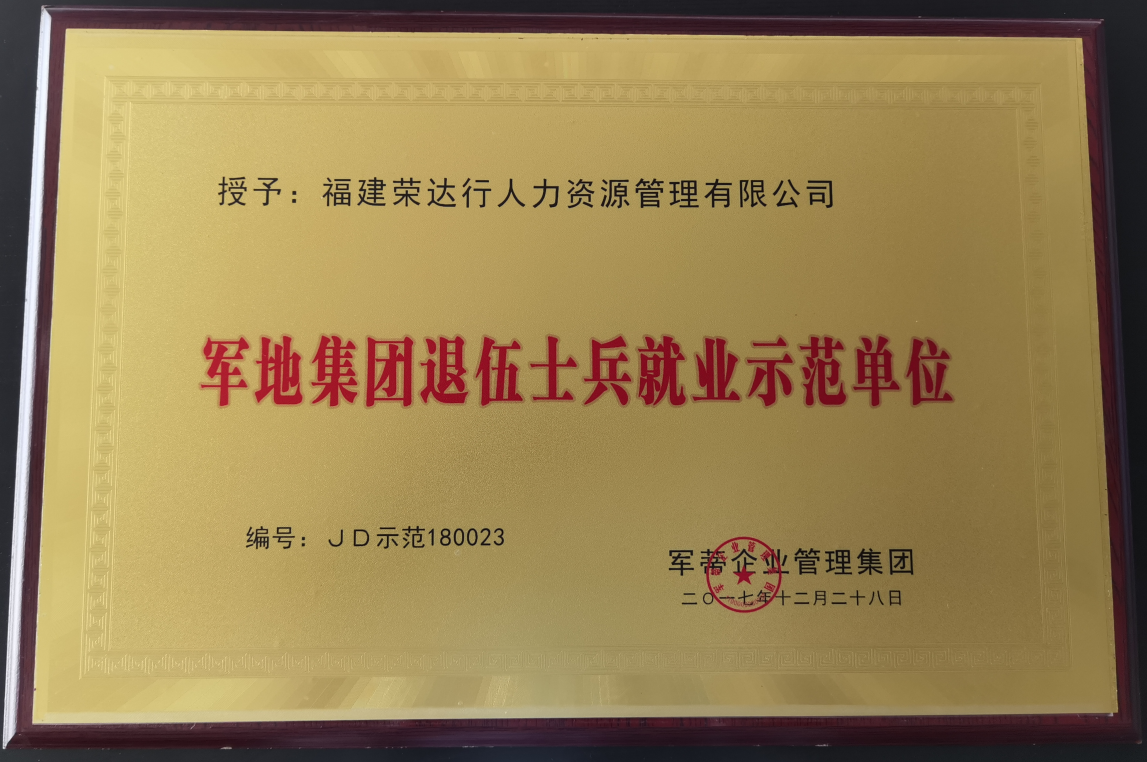 授予：福建荣达行人力资源管理有限公司
军地集团退伍士兵就业示范单位
编号：JD示范180023
军蒂企业管理集团
二〇一七年十二月二十八日